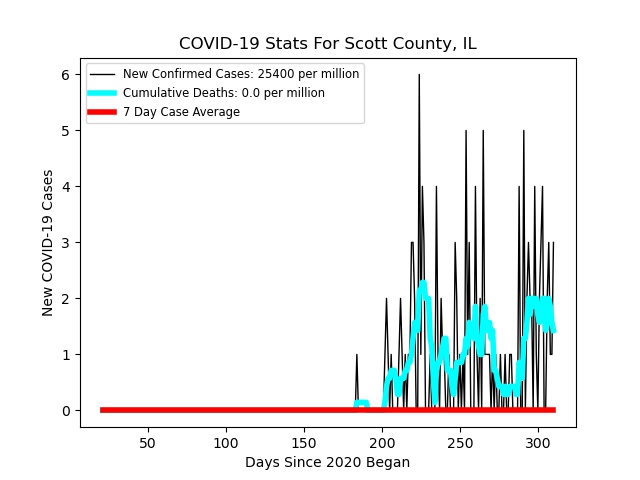 COVID-19 Stats For Scott County, IL
New Confirmed Cases: 25400 per million
Cumulative Deaths: 0.0 per million
7 Day Case Average
New COVID-19 Cases
6
5
4
3
2
1
0
50 100 150 200 250 300
Days Since 2020 Began